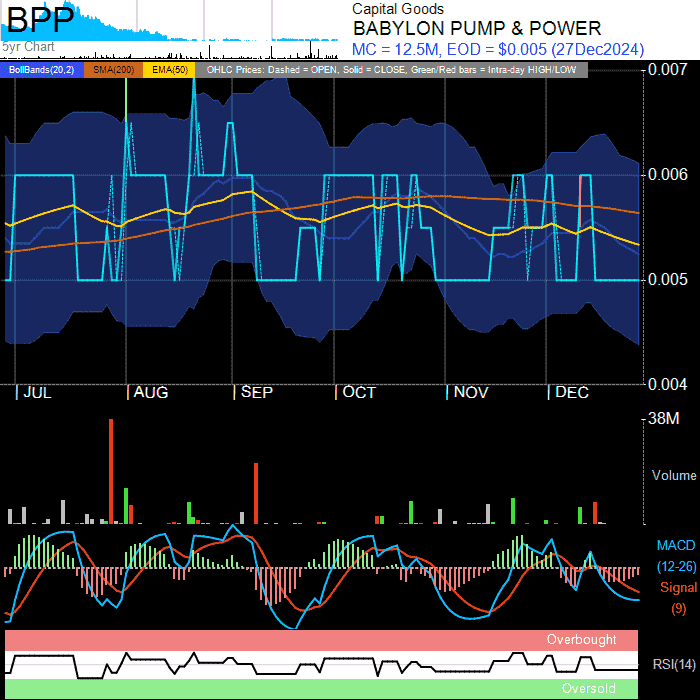 BPP
5yr Chart
Capital Goods
BABYLON PUMP & POWER
MC = 12.5M, EOD = $0.005 (27Dec2024)
BollBands(20,2) SMA(200) EMA(50) OHLC Prices: Dashed = OPEN, Solid = CLOSE, Green/Red bars = Intra-day HIGH/LOW
0.007
0.006
0.005
0.004
JUL AUG SEP OCT NOV DEC
38M
Volume
MACD
(12-26)
Signal
(9)
Overbought
RSI(14)
Oversold